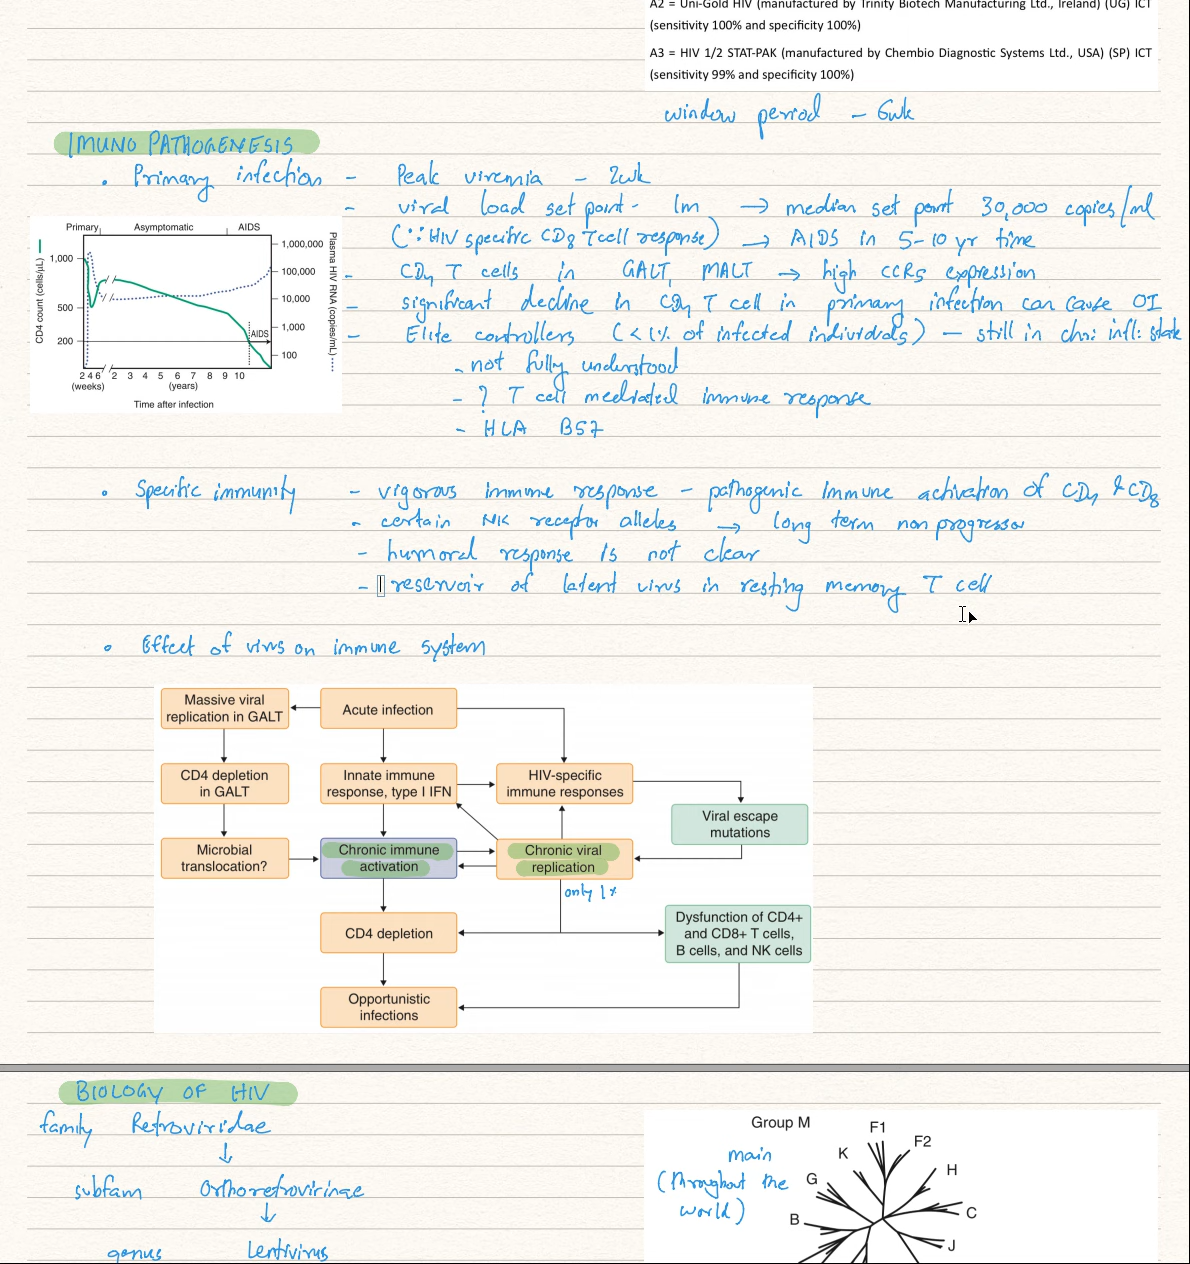 A2 = Uni-Gold HIV (manufactured by Trinity Biotech Manufacturing Ltd., Ireland) (UG) ICT
(sensitivity 100% and specificity 100%)
A3 = HIV 1/2 STAT-PAK (manufactured by Chembio Diagnostic Systems Ltd., USA) (SP) ICT
(sensitivity 99% and specificity 100%)
window period - 6wk
IMUNO PATHOGENESIS
• Primary infection - Peak viremia - 2wk
- viral load set point - 1m → median set point 30,000 copies/ml
(∵ HIV specific CD8 T cell response) → AIDS in 5-10 yr time
- CD4 T cells in GALT, MALT → high CCR5 expression
- significant decline in CD4 T cell in primary infection can cause OI
- Elite controllers (<1% of infected individuals) - still in chr: infl: state
- not fully understood
- ? T cell mediated immune response
- HLA B57
Primary Asymptomatic AIDS
CD4 count (cells/μL)
1,000
500
200
1,000,000
100,000
10,000
1,000
100
Plasma HIV RNA (copies/mL)
AIDS
2 4 6 2 3 4 5 6 7 8 9 10
(weeks) (years)
Time after infection
• Specific immunity - vigorous immune response - pathogenic immune activation of CD4 & CD8
- certain NK receptor alleles → long term non progressor
- humoral response is not clear
- reservoir of latent virus in resting memory T cell
• Effect of virus on immune system
Massive viral
replication in GALT
Acute infection
CD4 depletion
in GALT
Innate immune
response, type I IFN
HIV-specific
immune responses
Viral escape
mutations
Microbial
translocation?
Chronic immune
activation
Chronic viral
replication
only 1x
CD4 depletion
Dysfunction of CD4+
and CD8+ T cells,
B cells, and NK cells
Opportunistic
infections
BIOLOGY OF HIV
family Retroviridae
↓
subfam Orthoretrovirinae
↓
genus Lentivirus
Group M
main
(throughout the
world)
F1
F2
K
H
G
C
B
J